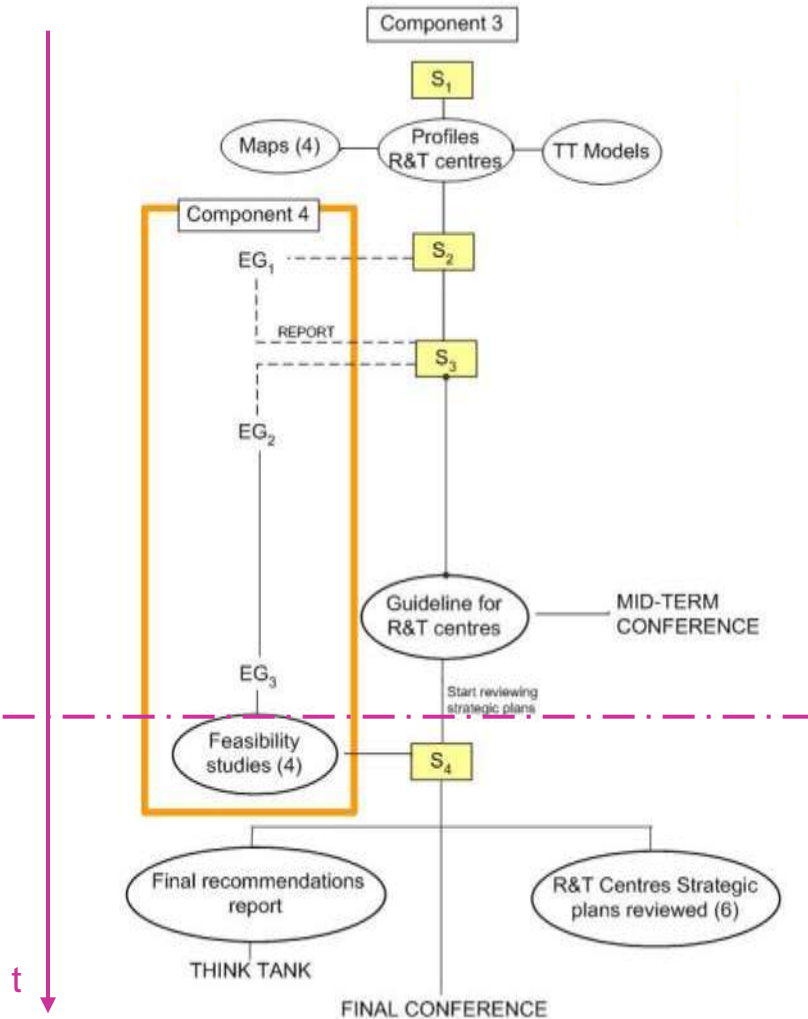 Component 3
S₁
Maps (4)
Profiles
R&T centres
TT Models
Component 4
EG₁
S₂
REPORT
S₃
EG₂
Guideline for
R&T centres
MID-TERM
CONFERENCE
EG₃
Start reviewing
strategic plans
Feasibility
studies (4)
S₄
Final recommendations
report
R&T Centres Strategic
plans reviewed (6)
THINK TANK
t
FINAL CONFERENCE